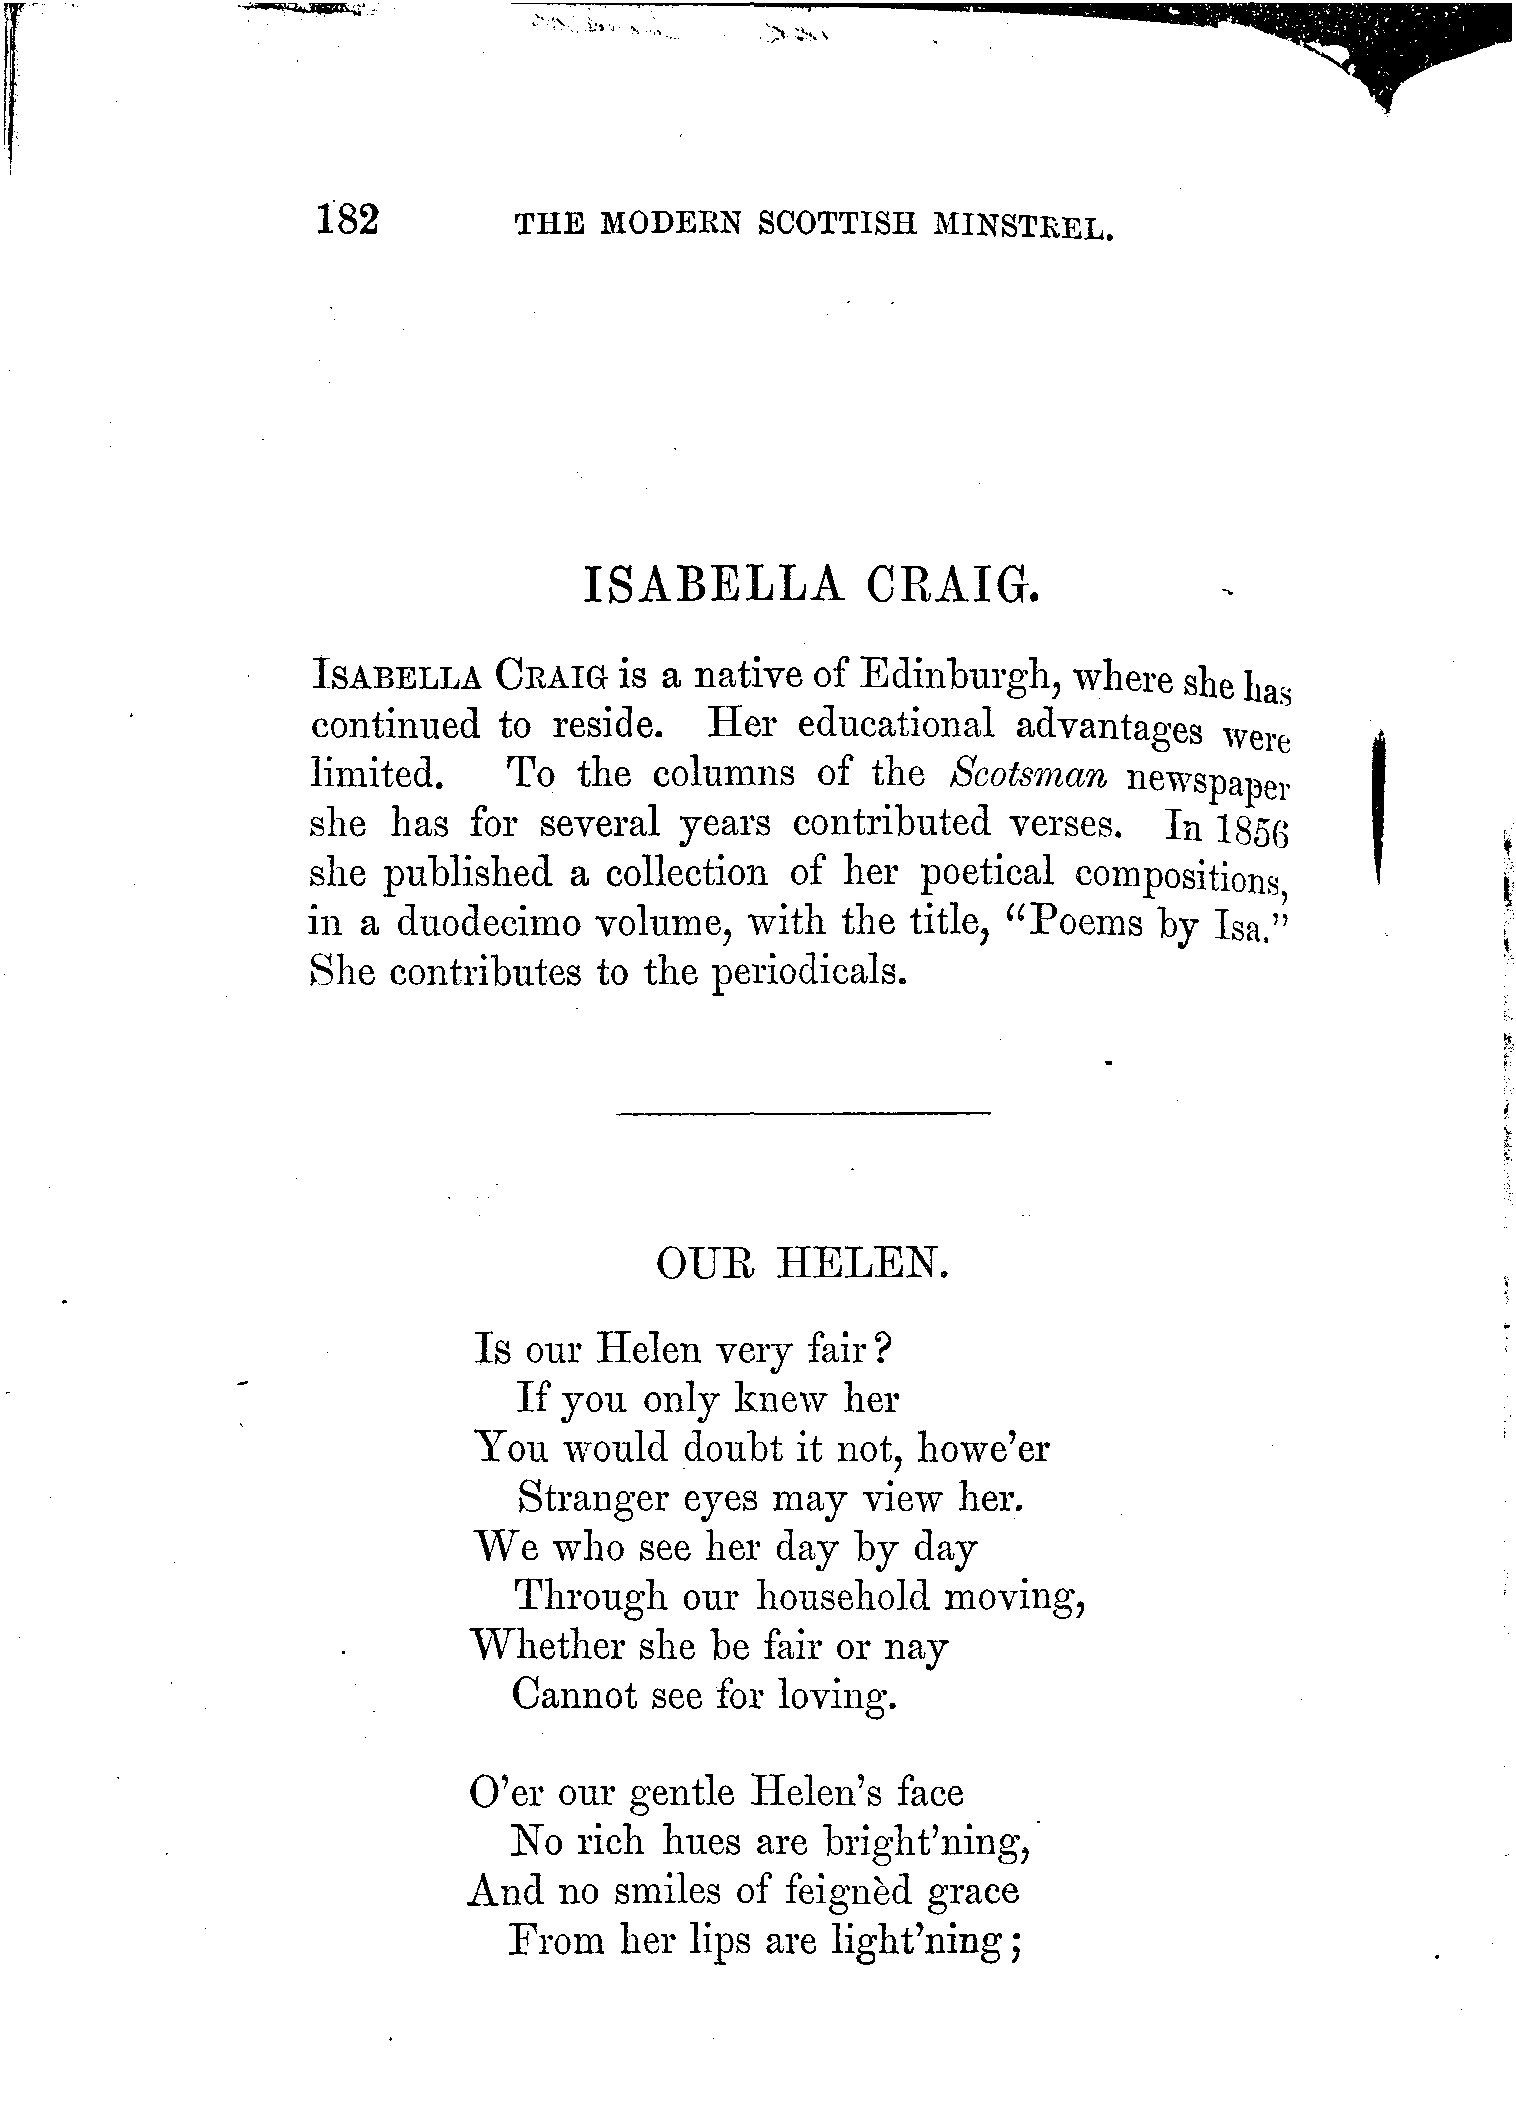 182 THE MODERN SCOTTISH MINSTREL.
ISABELLA CRAIG.
ISABELLA CRAIG is a native of Edinburgh, where she has
continued to reside. Her educational advantages were
limited. To the columns of the Scotsman newspaper
she has for several years contributed verses. In 1856
she published a collection of her poetical compositions,
in a duodecimo volume, with the title, “Poems by Isa.”
She contributes to the periodicals.
OUR HELEN.
Is our Helen very fair?
If you only knew her
You would doubt it not, howe’er
Stranger eyes may view her.
We who see her day by day
Through our household moving,
Whether she be fair or nay
Cannot see for loving.
O’er our gentle Helen’s face
No rich hues are bright’ning,
And no smiles of feignèd grace
From her lips are light’ning;